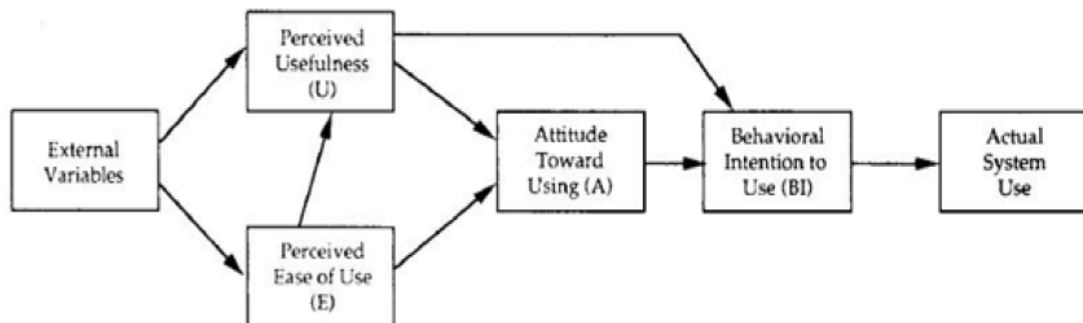 External
Variables
Perceived
Usefulness
(U)
Perceived
Ease of Use
(E)
Attitude
Toward
Using (A)
Behavioral
Intention to
Use (BI)
Actual
System
Use